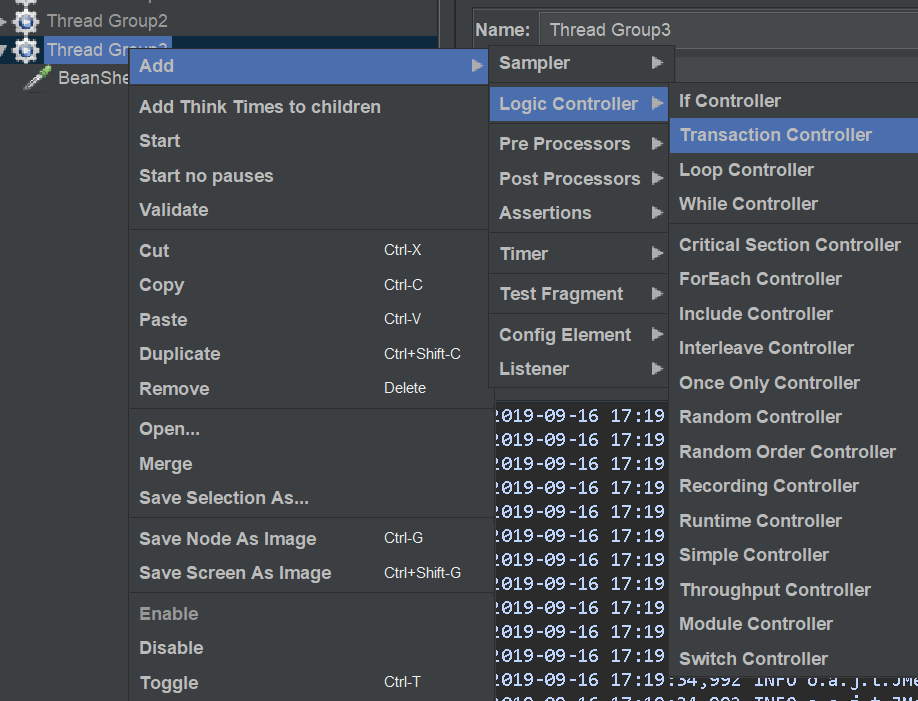 Thread Group2
Thread Group3
BeanShe
Name: Thread Group3
Add
Add Think Times to children
Start
Start no pauses
Validate
Cut Ctrl-X
Copy Ctrl-C
Paste Ctrl-V
Duplicate Ctrl+Shift-C
Remove Delete
Open...
Merge
Save Selection As...
Save Node As Image Ctrl-G
Save Screen As Image Ctrl+Shift-G
Enable
Disable
Toggle Ctrl-T
Sampler
Logic Controller
Pre Processors
Post Processors
Assertions
Timer
Test Fragment
Config Element
Listener
If Controller
Transaction Controller
Loop Controller
While Controller
Critical Section Controller
ForEach Controller
Include Controller
Interleave Controller
Once Only Controller
Random Controller
Random Order Controller
Recording Controller
Runtime Controller
Simple Controller
Throughput Controller
Module Controller
Switch Controller
2019-09-16 17:19
2019-09-16 17:19
2019-09-16 17:19
2019-09-16 17:19
2019-09-16 17:19
2019-09-16 17:19
2019-09-16 17:19
2019-09-16 17:19
2019-09-16 17:19
2019-09-16 17:19
2019-09-16 17:19
2019-09-16 17:19:34,992 INFO o.a.j.t.JMe